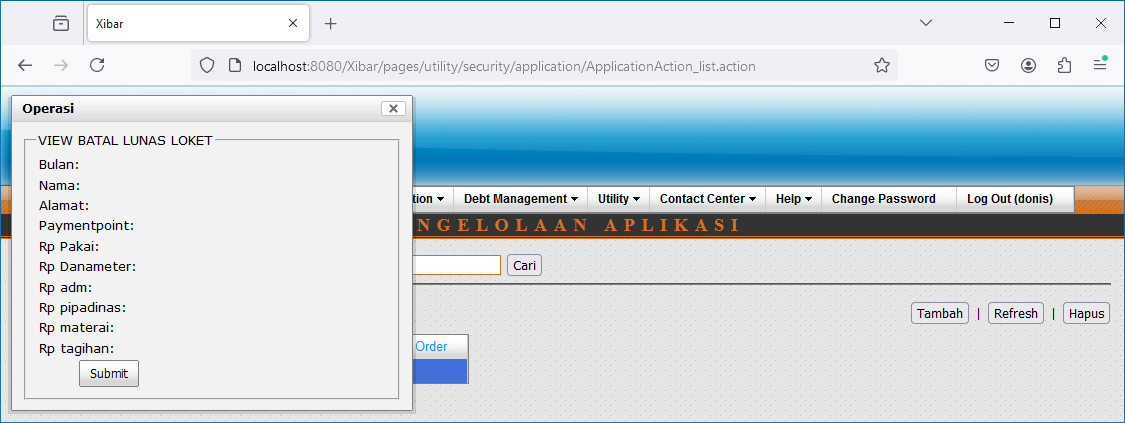 Xibar
localhost:8080/Xibar/pages/utility/security/application/ApplicationAction_list.action
Operasi
VIEW BATAL LUNAS LOKET
Bulan:
Nama:
Alamat:
Paymentpoint:
Rp Pakai:
Rp Danameter:
Rp adm:
Rp pipadinas:
Rp materai:
Rp tagihan:
Submit
tion Debt Management Utility Contact Center Help Change Password Log Out (donis)
NGELOLAAN APLIKASI
Cari
Tambah | Refresh | Hapus
Order